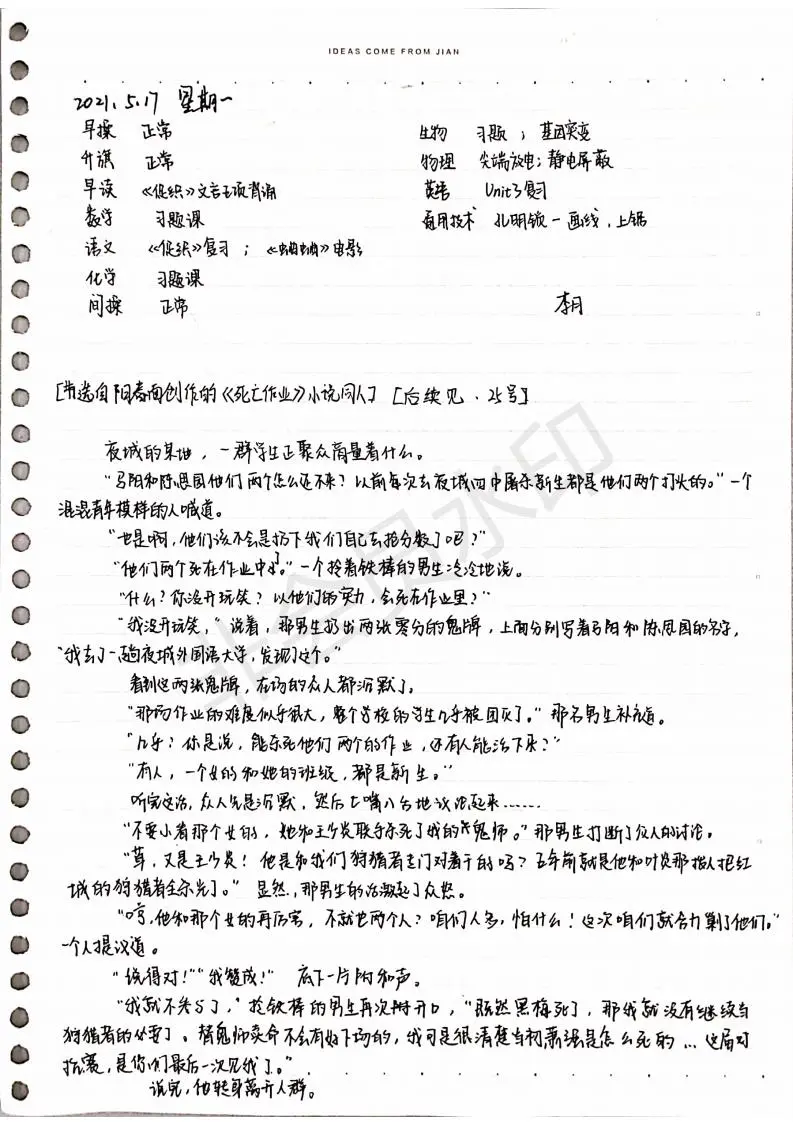 IDEAS COME FROM JIAN
2021.5.17 星期一
早操 正常
升旗 正常
早读 《促织》文言五项背诵
数学 习题课
语文 《促织》复习；《蝈蝈》电影
化学 习题课
间操 正常
生物 习题；基因突变
物理 尖端放电；静电屏蔽
英语 Unit3复习
通用技术 孔明锁-画线，上锯
李月
[节选自阳春面创作的《死亡作业》小说同人] [后续见·25号]
夜城的某地，一群学生正聚众商量着什么。
“马阳和陈恩国他们两个怎么还不来？以前每次去夜城四中屠杀新生都是他们两个打头的。”一个
混混青年模样的人喊道。
“也是啊，他们该不会是扔下我们自己去抢分数了吧？”
“他们两个死在作业中了。”一个拎着铁棒的男生冷冷地说。
“什么？你没开玩笑？以他们的实力，会死在作业里？”
“我没开玩笑，”说着，那男生扔出两张零分的鬼牌，上面分别写着马阳和陈恩国的名字，
“我去了一趟夜城外国语大学，发现了这个。”
看到这两张鬼牌，在场的众人都沉默了。
“那场作业的难度似乎很大，整个学校的学生几乎被团灭了。”那名男生补充道。
“几乎？你是说，能杀死他们两个的作业，还有人能活下来？”
“有人，一个女的和她的班级，都是新生。”
听完这话，众人先是沉默，然后七嘴八舌地议论起来……
“不要小看那个女的，她和王少炎联手杀死了我的鬼师。”那男生打断了众人的讨论。
“草，又是王少炎！他是和我们狩猎者专门对着干的吗？五年前就是他和叶炎那指人把红
城的狩猎者全杀光了。”显然，那男生的话激起了众怒。
“哼，他和那个女的再厉害，不就也两个人？咱们人多，怕什么！这次咱们就合力剿了他们。”
一个人提议道。
“说得对！”“我赞成！” 底下一片附和声。
“我就不参与了，”拎铁棒的男生再次开口，“既然黑梅死了，那我就没有继续当
狩猎者的必要了。替鬼师卖命不会有好下场的，我可是很清楚当初萧强是怎么死的…这届对
抗赛，是你们最后一次见我了。”
说完，他转身离开人群。
非会员水印